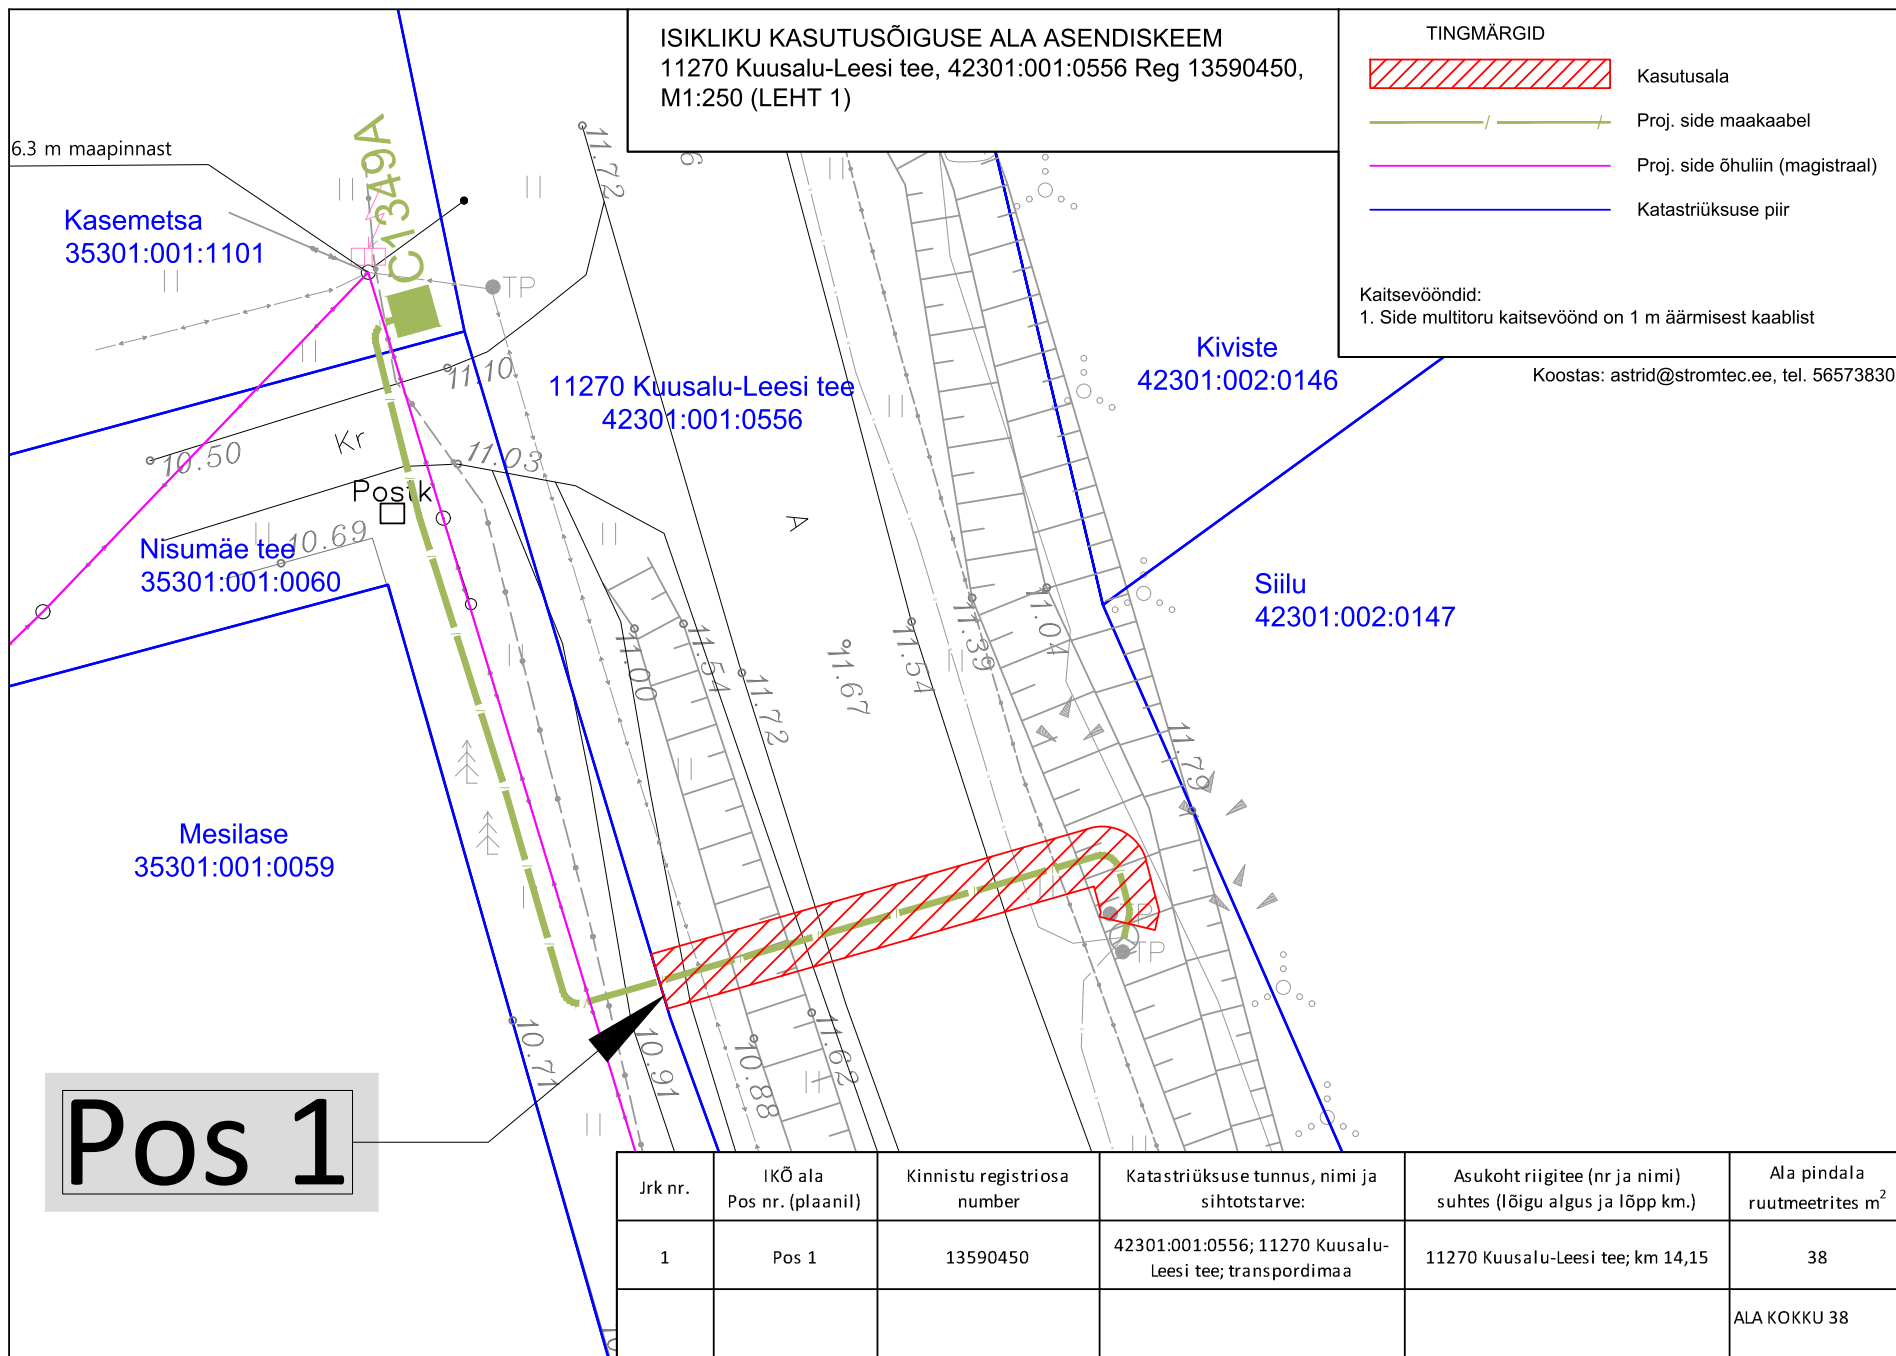 ISIKLIKU KASUTUSÕIGUSE ALA ASENDISKEEM
11270 Kuusalu-Leesi tee, 42301:001:0556 Reg 13590450,
M1:250 (LEHT 1)
TINGMÄRGID
Kasutusala
Proj. side maakaabel
Proj. side õhuliin (magistraal)
Katastriüksuse piir
Kaitsevööndid:
1. Side multitoru kaitsevöönd on 1 m äärmisest kaablist
Koostas: astrid@stromtec.ee, tel. 56573830
6.3 m maapinnast
C1349A
11.72
6
Kasemetsa
35301:001:1101
TP
11.10
11270 Kuusalu-Leesi tee
42301:001:0556
Kiviste
42301:002:0146
Kr
10.50
11.03
Postk
A
10.69
Nisumäe tee
35301:001:0060
Siilu
42301:002:0147
11.00
11.54
11.72
11.67
11.54
11.39
11.04
11.79
Mesilase
35301:001:0059
TP
TP
10.71
10.91
10.88
11.62
Pos 1
Jrk nr.
IKÕ ala
Pos nr. (plaanil)
Kinnistu registriosa
number
Katastriüksuse tunnus, nimi ja
sihtotstarve:
Asukoht riigitee (nr ja nimi)
suhtes (lõigu algus ja lõpp km.)
Ala pindala
ruutmeetrites m²
1
Pos 1
13590450
42301:001:0556; 11270 Kuusalu-
Leesi tee; transpordimaa
11270 Kuusalu-Leesi tee; km 14,15
38
ALA KOKKU 38